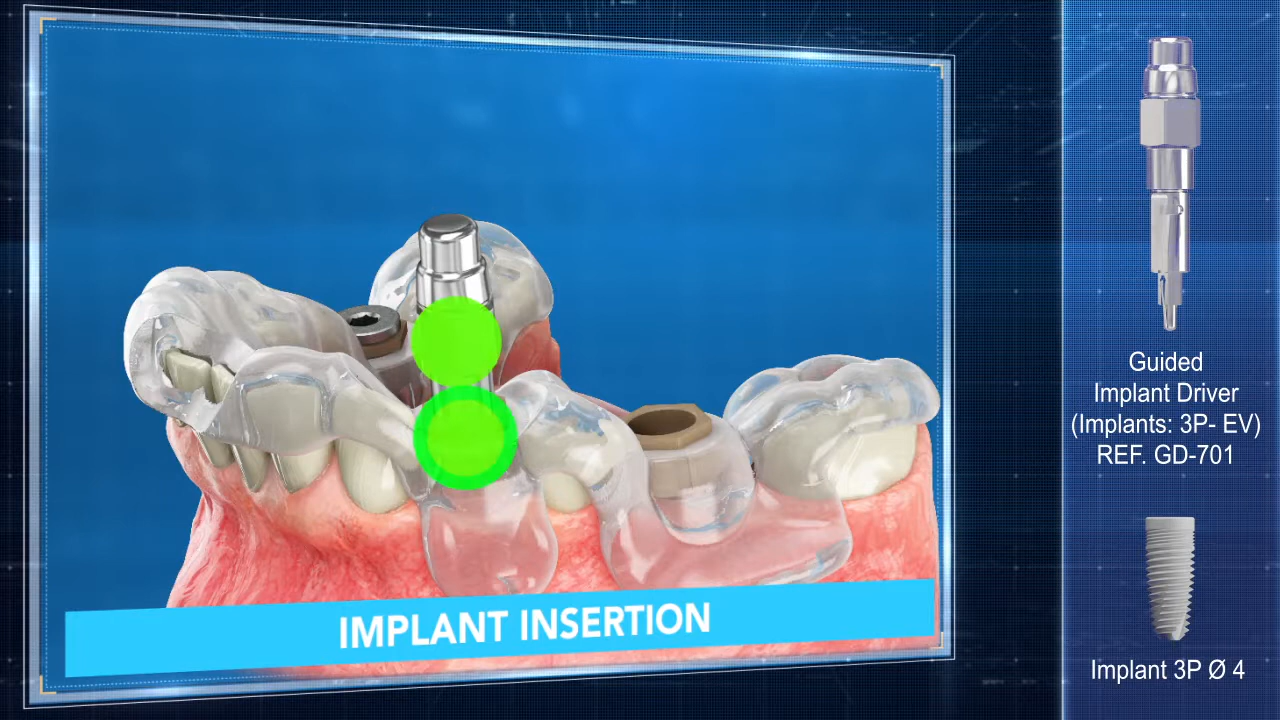 IMPLANT INSERTION
Guided
Implant Driver
(Implants: 3P- EV)
REF. GD-701
Implant 3P Ø 4